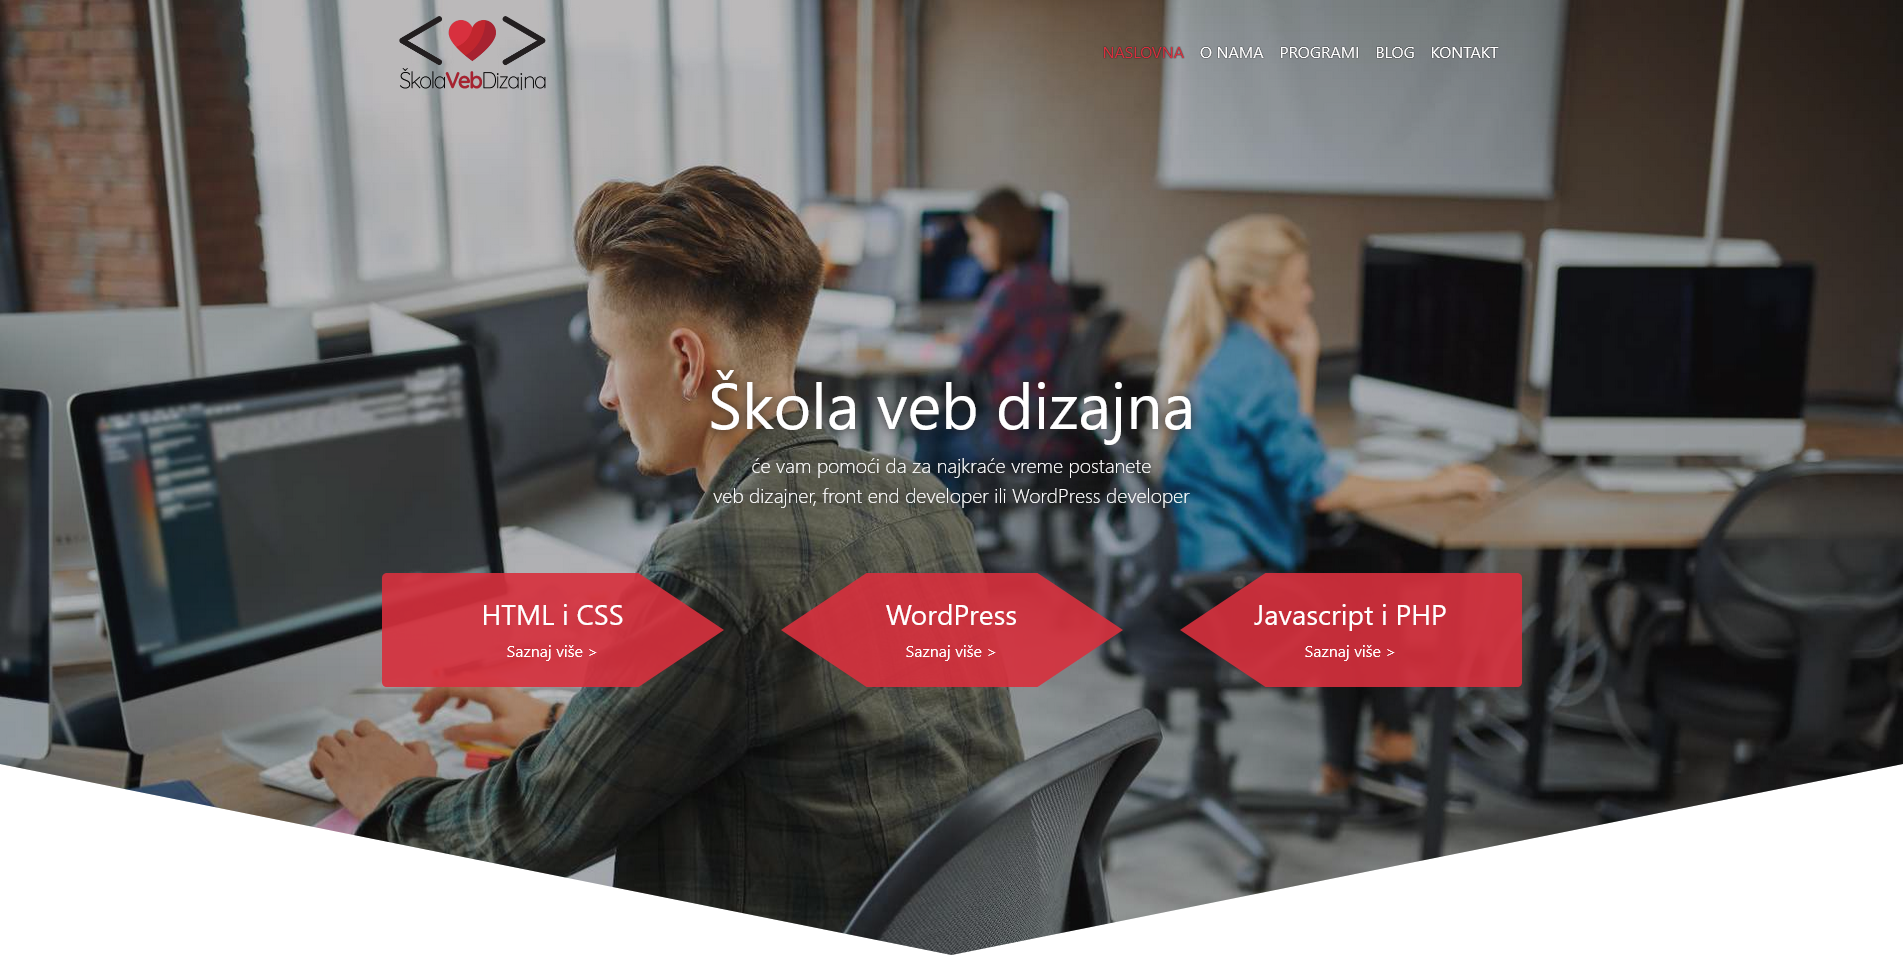 ŠkolaVebDizajna
NASLOVNA O NAMA PROGRAMI BLOG KONTAKT
Škola veb dizajna
će vam pomoći da za najkraće vreme postanete
veb dizajner, front end developer ili WordPress developer
HTML i CSS
Saznaj više >
WordPress
Saznaj više >
Javascript i PHP
Saznaj više >